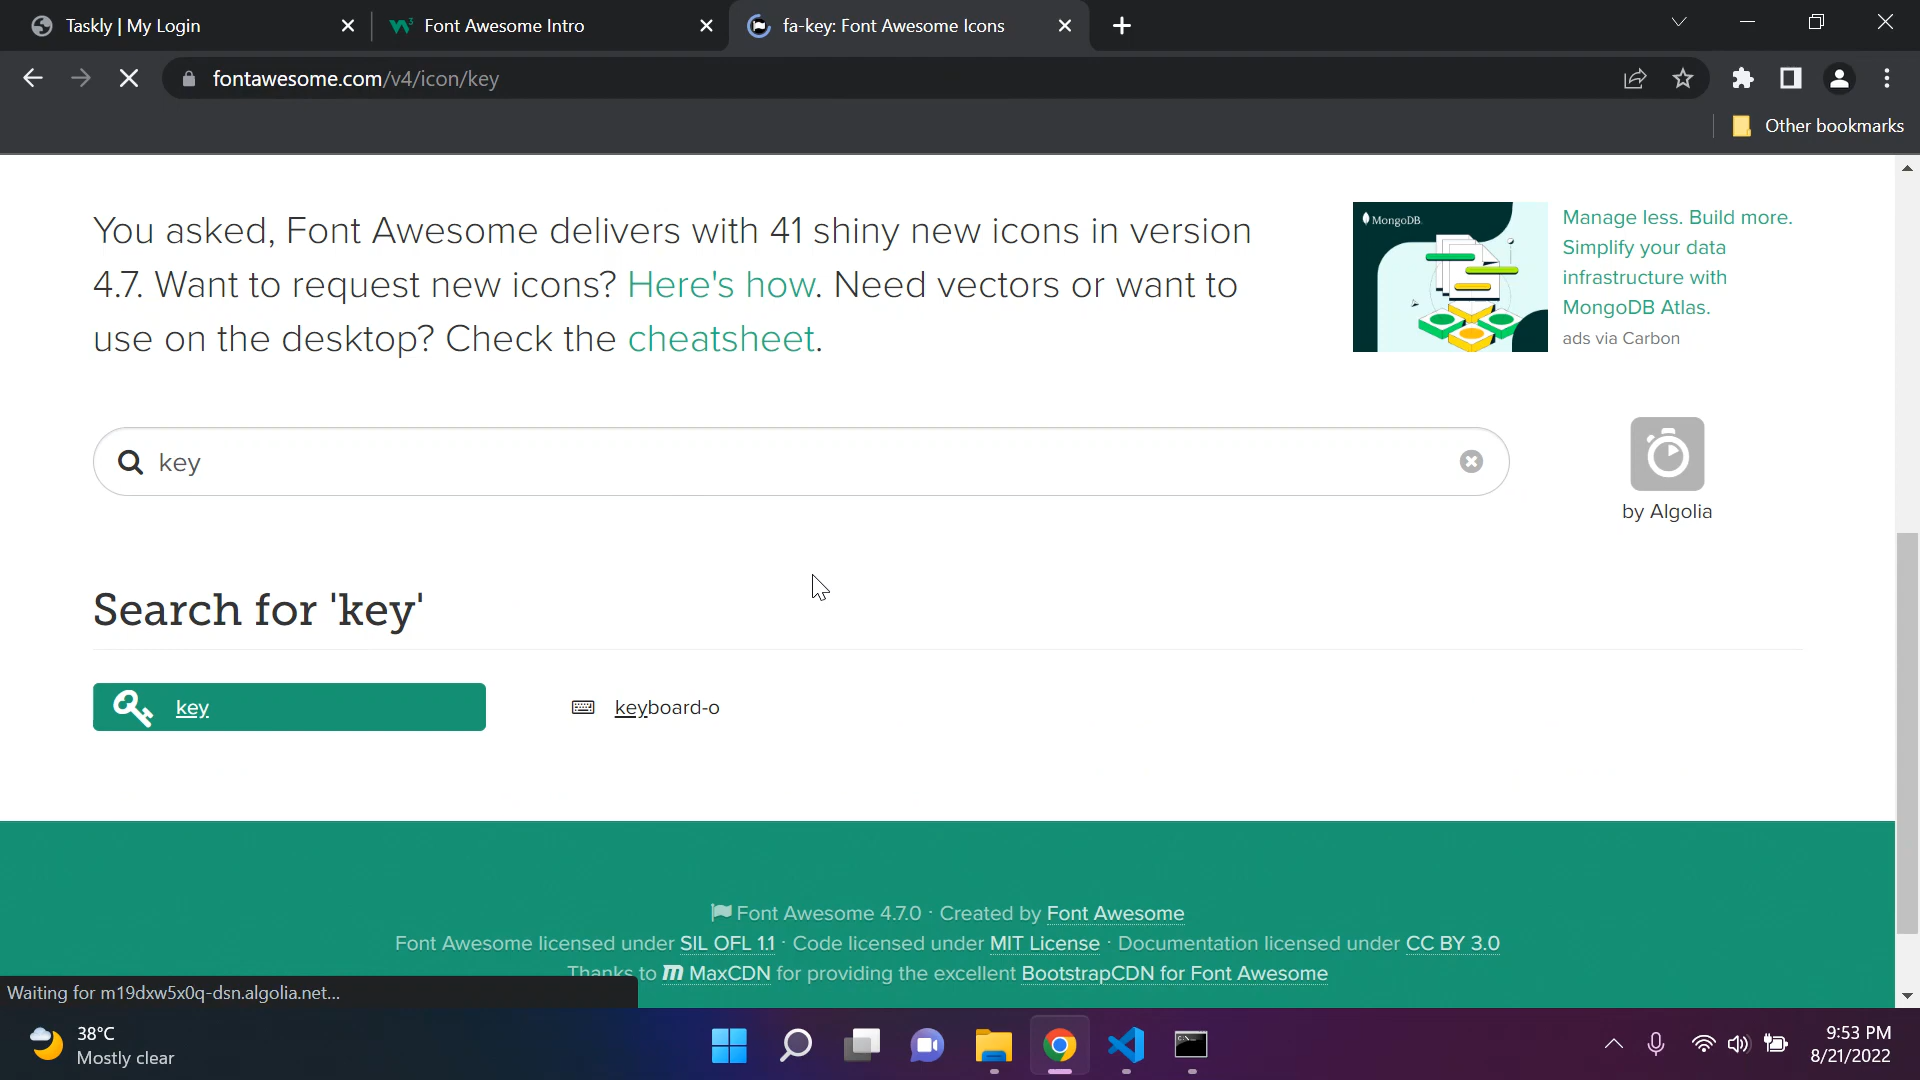 Taskly | My Login
Font Awesome Intro
fa-key: Font Awesome Icons
fontawesome.com/v4/icon/key
Other bookmarks
You asked, Font Awesome delivers with 41 shiny new icons in version
4.7. Want to request new icons? Here's how. Need vectors or want to
use on the desktop? Check the cheatsheet.
MongoDB.
Manage less. Build more.
Simplify your data
infrastructure with
MongoDB Atlas.
ads via Carbon
key
by Algolia
Search for 'key'
key
keyboard-o
Font Awesome 4.7.0 · Created by Font Awesome
Font Awesome licensed under SIL OFL 1.1 · Code licensed under MIT License · Documentation licensed under CC BY 3.0
Thanks to MaxCDN for providing the excellent BootstrapCDN for Font Awesome
Waiting for m19dxw5x0q-dsn.algolia.net...
38°C
Mostly clear
9:53 PM
8/21/2022